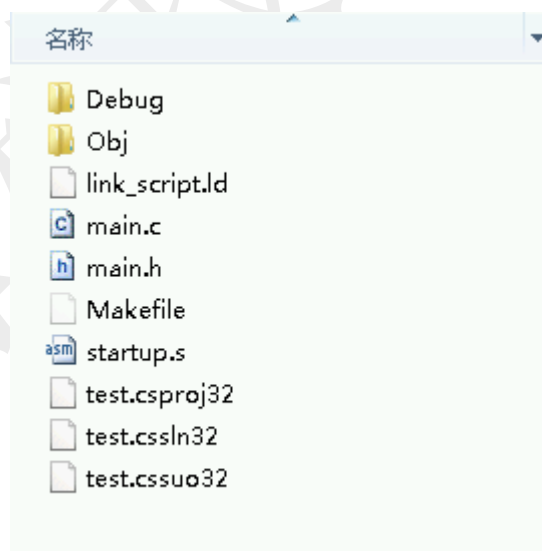 名称
Debug
Obj
link_script.ld
main.c
main.h
Makefile
startup.s
test.csproj32
test.cssln32
test.cssuo32